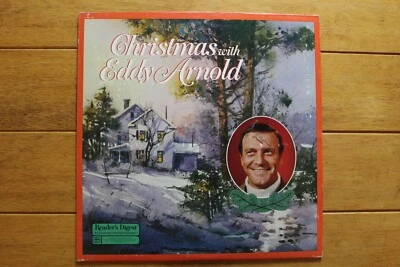 Christmas with
Eddy Arnold
Reader's Digest